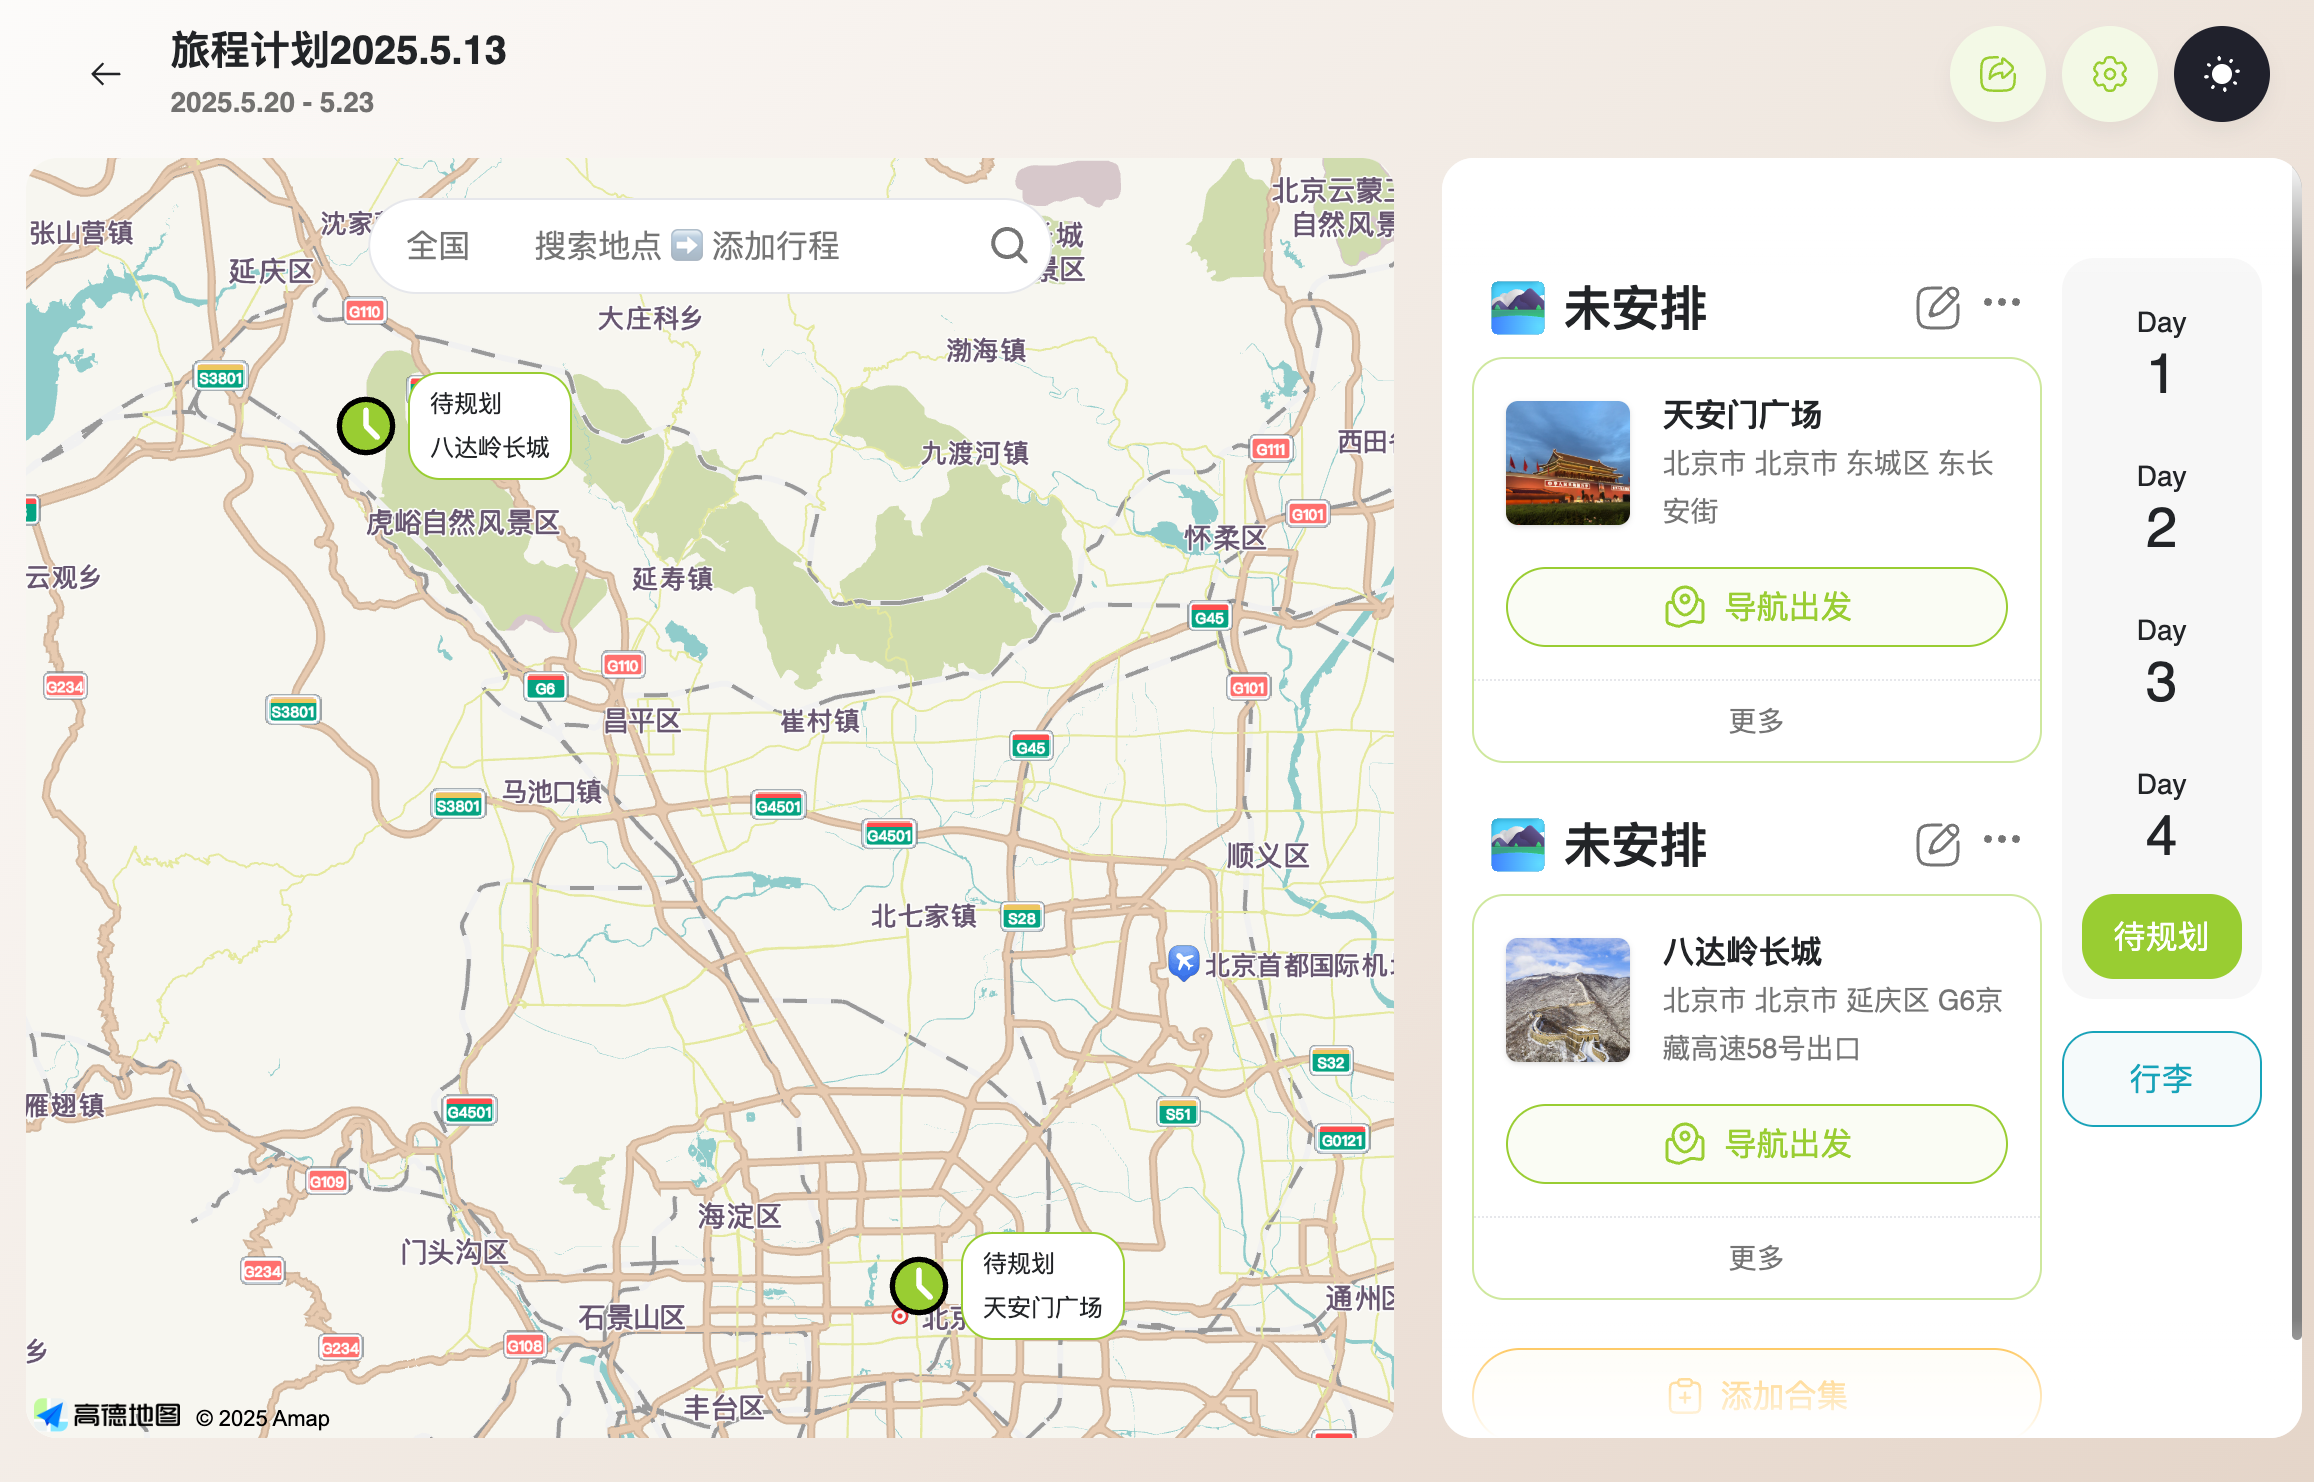 旅程计划2025.5.13
2025.5.20 - 5.23
全国
搜索地点 ➡️ 添加行程
张山营镇
沈家
延庆区
北京云蒙
自然风景
城
景区
G110
大庄科乡
渤海镇
S3801
待规划
八达岭长城
九渡河镇
G111
西田
G101
虎峪自然风景区
怀柔区
云观乡
延寿镇
G45
G110
G234
G6
G101
S3801
昌平区
崔村镇
G45
马池口镇
S3801
G4501
G4501
顺义区
北七家镇
S28
北京首都国际机
S32
雁翅镇
G4501
S51
G0121
G109
海淀区
门头沟区
G234
待规划
天安门广场
石景山区
北京
通州区
G234
G108
乡
丰台区
高德地图
© 2025 Amap
未安排
天安门广场
北京市 北京市 东城区 东长
安街
导航出发
更多
未安排
八达岭长城
北京市 北京市 延庆区 G6京
藏高速58号出口
导航出发
更多
添加合集
Day
1
Day
2
Day
3
Day
4
待规划
行李